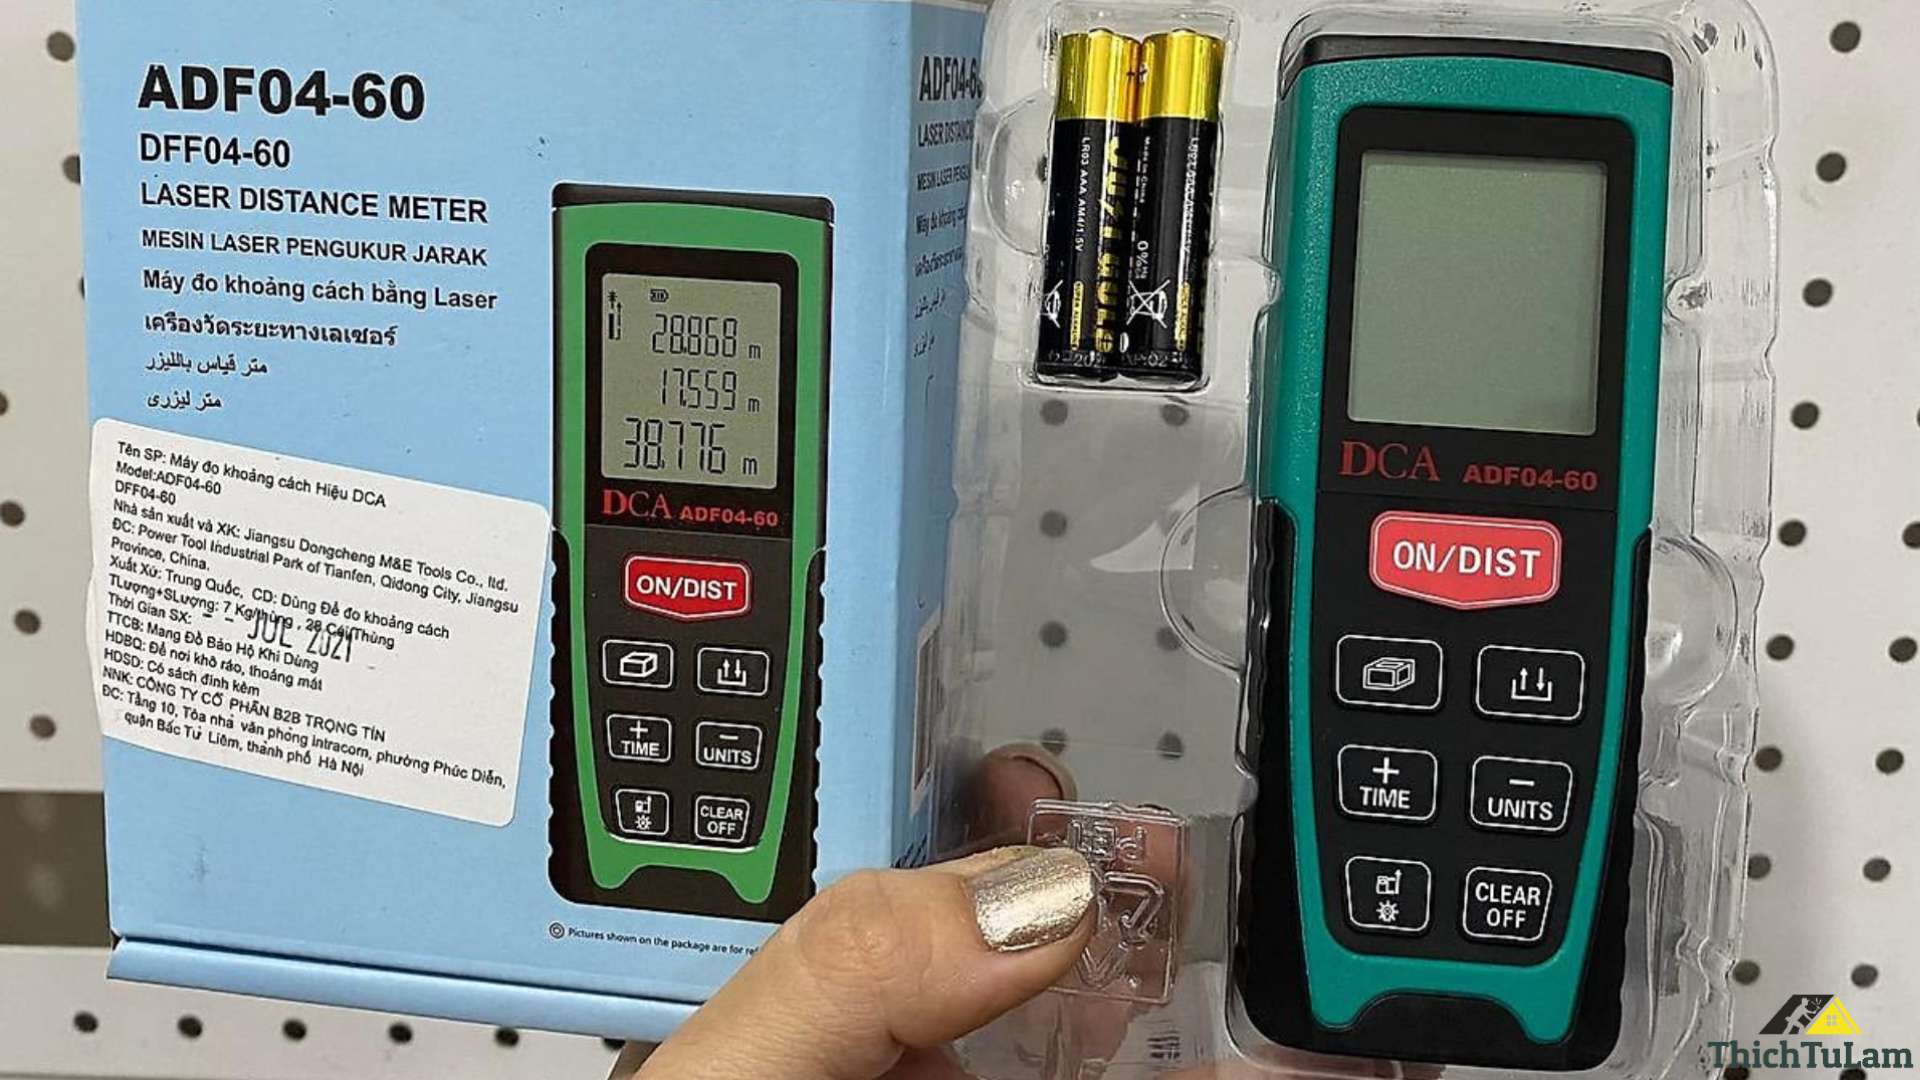 ADF04-60
DFF04-60
LASER DISTANCE METER
MESIN LASER PENGUKUR JARAK
Máy đo khoảng cách bằng Laser
เครื่องวัดระยะทางเลเซอร์
متر قياس بالليزر
متر لیزری
Tên SP: Máy đo khoảng cách Hiệu DCA
Model:ADF04-60
DFF04-60
Nhà sản xuất và XK: Jiangsu Dongcheng M&E Tools Co., ltd.
ĐC: Power Tool Industrial Park of Tianfen, Qidong City, Jiangsu
Province, China.
Xuất Xứ: Trung Quốc, CD: Dùng Để đo khoảng cách
TLượng+SLượng: 7 Kg/thùng, 28 Cái/Thùng
Thời Gian SX: JUL 2021
TTCB: Mang Đồ Bảo Hộ Khi Dùng
HDBQ: Để nơi khô ráo, thoáng mát
HDSD: Có sách đính kèm
NNK: CÔNG TY CỔ PHẦN B2B TRỌNG TÍN
ĐC: Tầng 10, Tòa nhà văn phòng Intracom, phường Phúc Diễn,
quận Bắc Từ Liêm, thành phố Hà Nội
28.868 m
17.559 m
38.776 m
DCA ADF04-60
ON/DIST
+ TIME
- UNITS
CLEAR OFF
Pictures shown on the package are for
ADF04-6
LASER DISTANCE
LR03 AAA AM4/1.5V
DCA ADF04-60
ON/DIST
+ TIME
- UNITS
CLEAR OFF
ThichTuLam